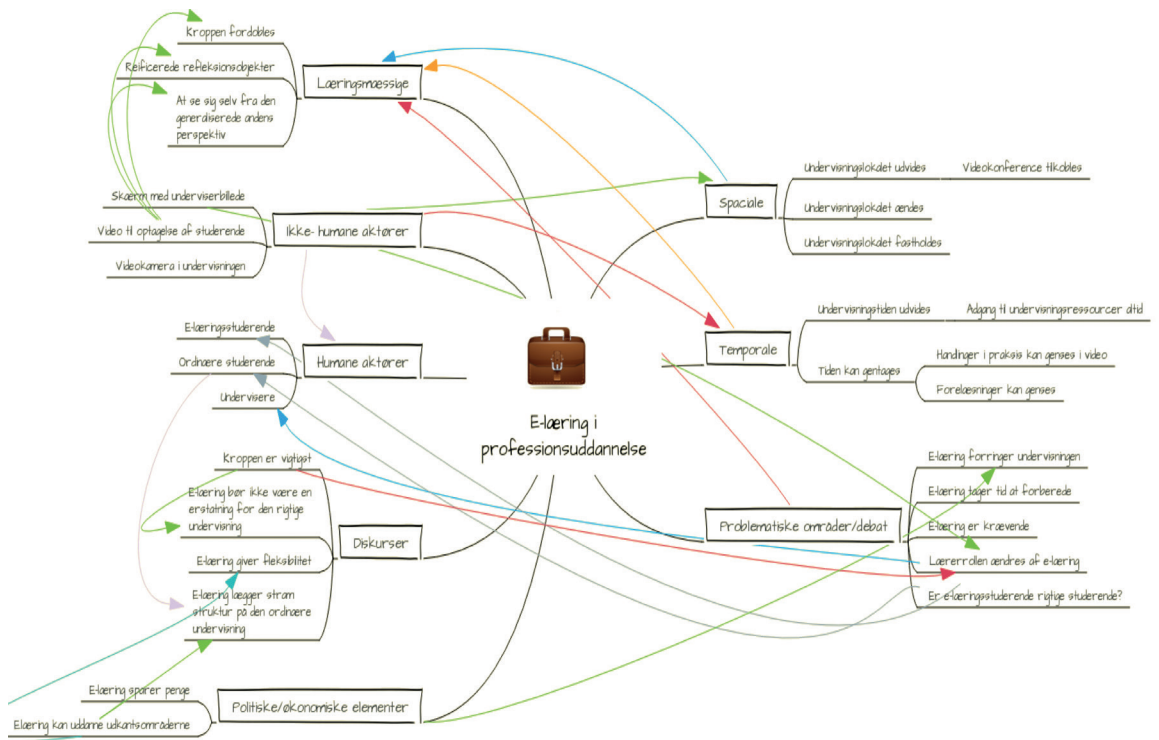 Kroppen fordobles
Reificerede refleksionsobjekter
At se sig selv fra den
generaliserede andens
perspektiv
Læringsmæssige
Skærm med underviserbillede
Video til optagelse af studerende
Videokamera i undervisningen
Ikke- humane aktører
E-læringsstuderende
Ordinære studerende
Undervisere
Humane aktører
Kroppen er vigtigst
E-læring bør ikke være en
erstatning for den rigtige
undervisning
E-læring giver fleksibilitet
E-læring lægger stram
struktur på den ordinære
undervisning
Diskurser
E-læring sparer penge
Elæring kan uddanne udkantsområderne
Politiske/økonomiske elementer
E-læring i
professionsuddannelse
Spaciale
Undervisningslokalet udvides
Videokonference tilkobles
Undervisningslokalet ændes
Undervisningslokalet fastholdes
Temporale
Undervisningstiden udvides
Adgang til undervisningsressourcer altid
Tiden kan gentages
Handlinger i praksis kan genses i video
Forelæsninger kan genses
Problematiske områder/debat
E-læring forringer undervisningen
E-læring tager tid at forberede
E-læring er krævende
Lærerrollen ændres af e-læring
Er e-læringsstuderende rigtige studerende?